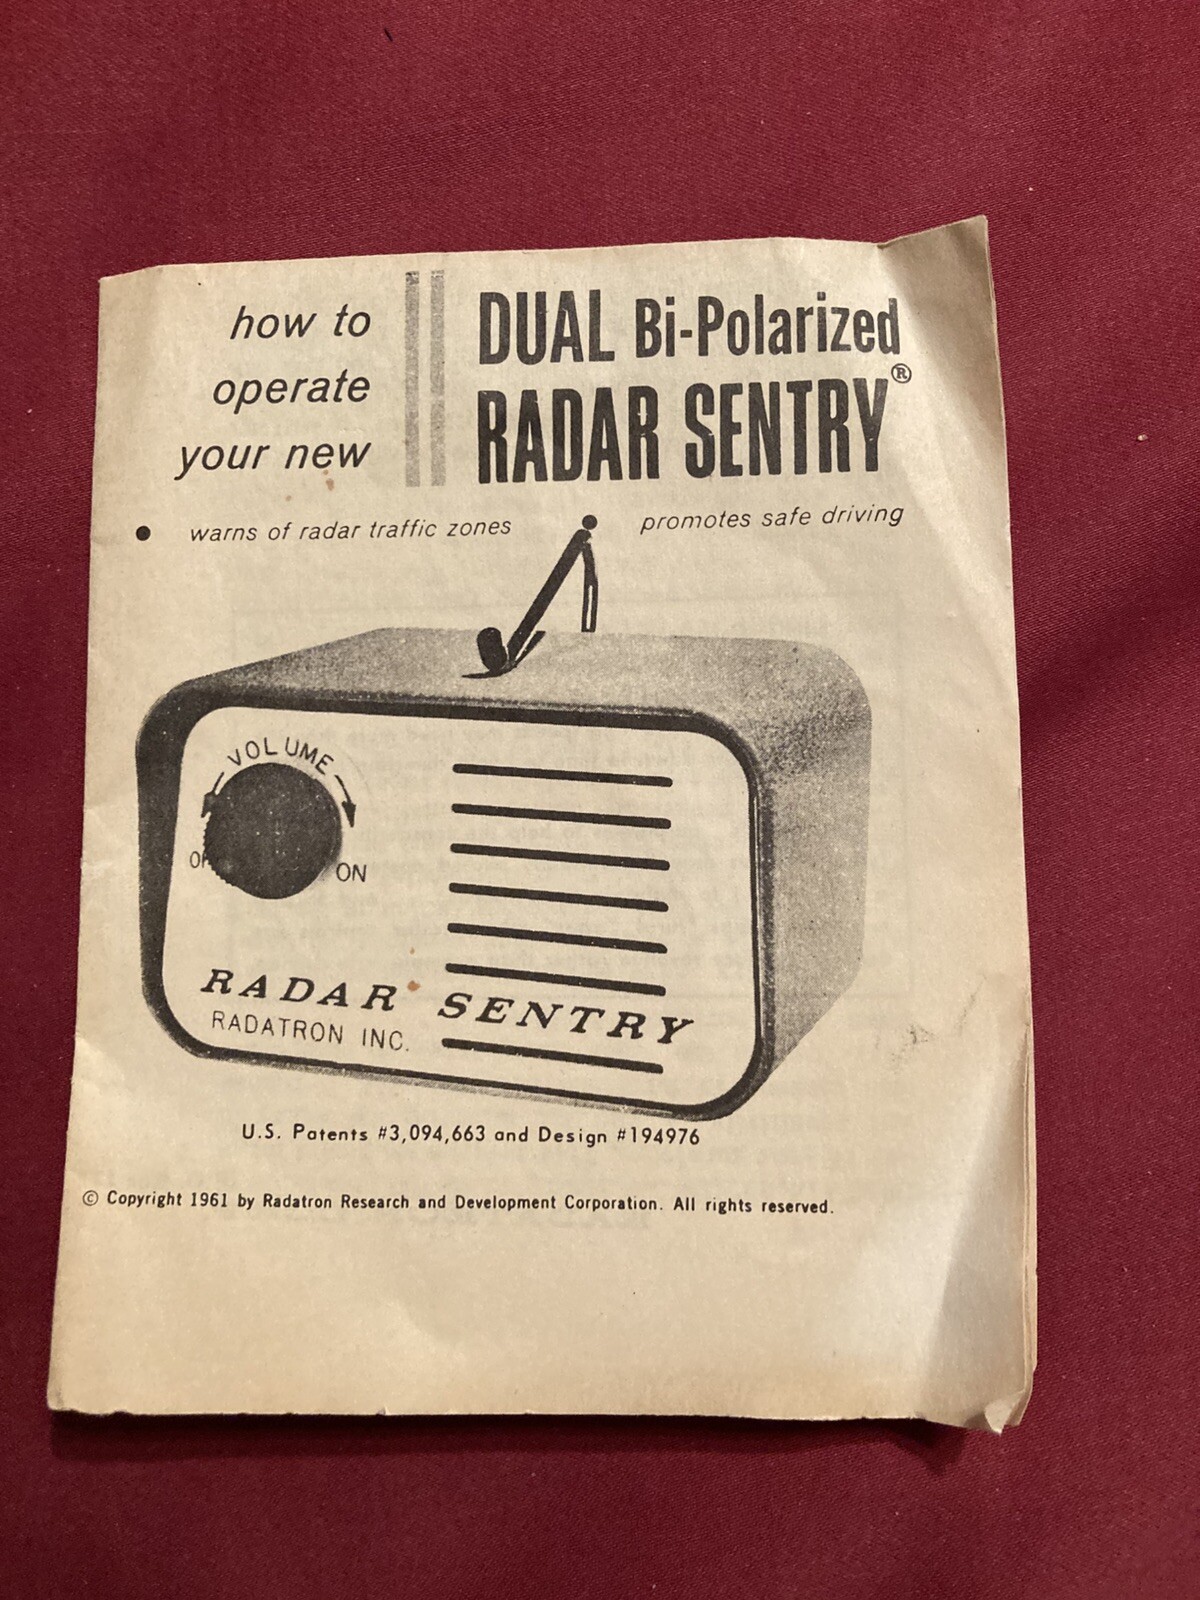 how to
operate
your new
DUAL Bi-Polarized
RADAR SENTRY®
• warns of radar traffic zones • promotes safe driving
VOLUME
ON
RADAR SENTRY
RADATRON INC.
U.S. Patents #3,094,663 and Design #194976
© Copyright 1961 by Radatron Research and Development Corporation. All rights reserved.